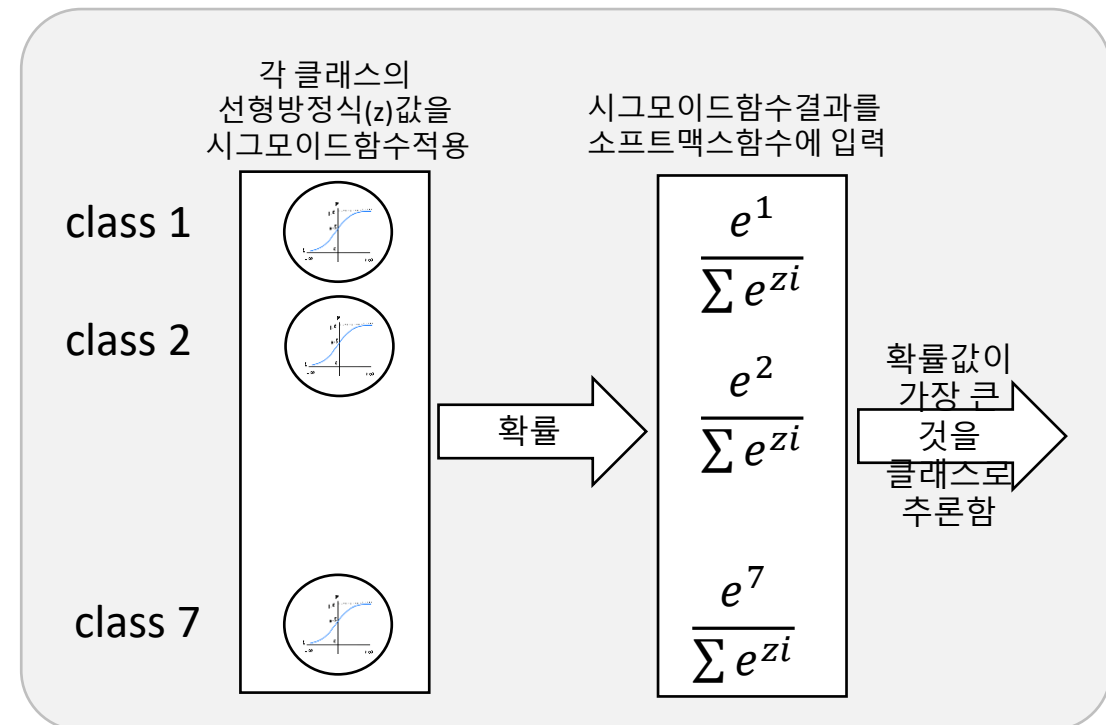 각 클래스의
선형방정식(z)값을
시그모이드함수적용
시그모이드함수결과를
소프트맥스함수에 입력
class 1
class 2
class 7
확률
e^1
∑ e^{zi}
e^2
∑ e^{zi}
e^7
∑ e^{zi}
확률값이
가장 큰
것을
클래스로
추론함